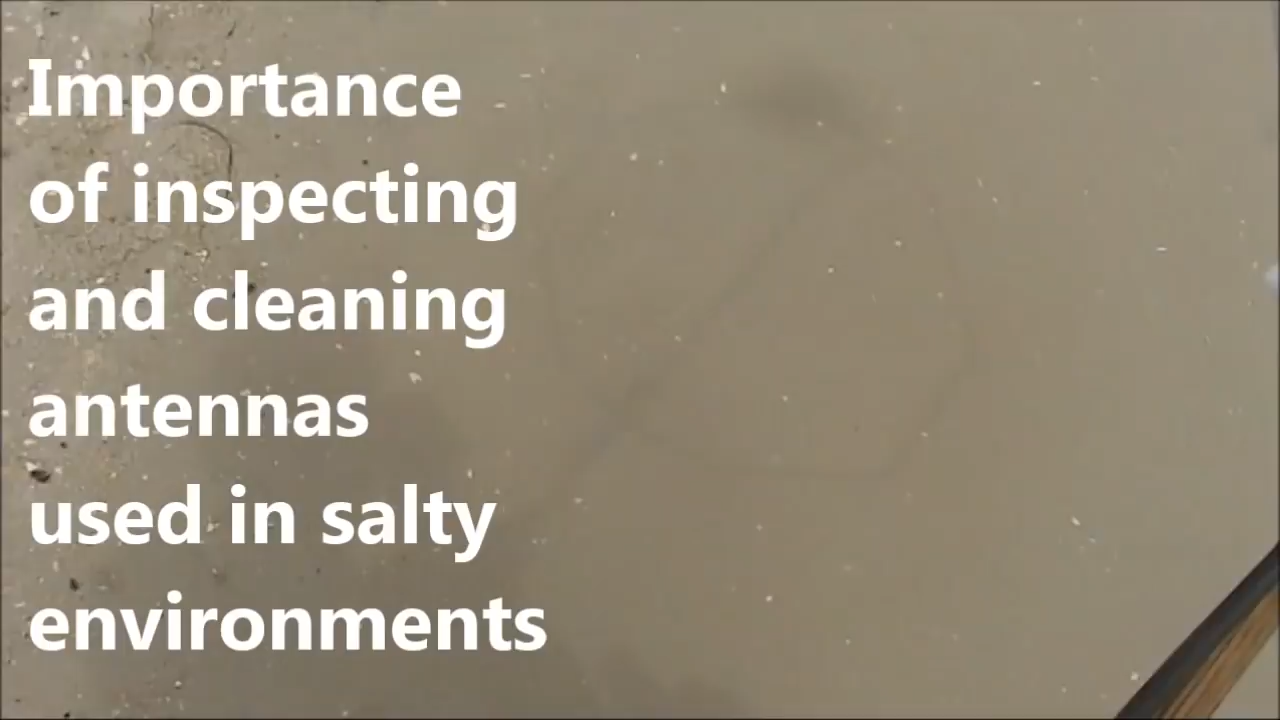 Importance
of inspecting
and cleaning
antennas
used in salty
environments